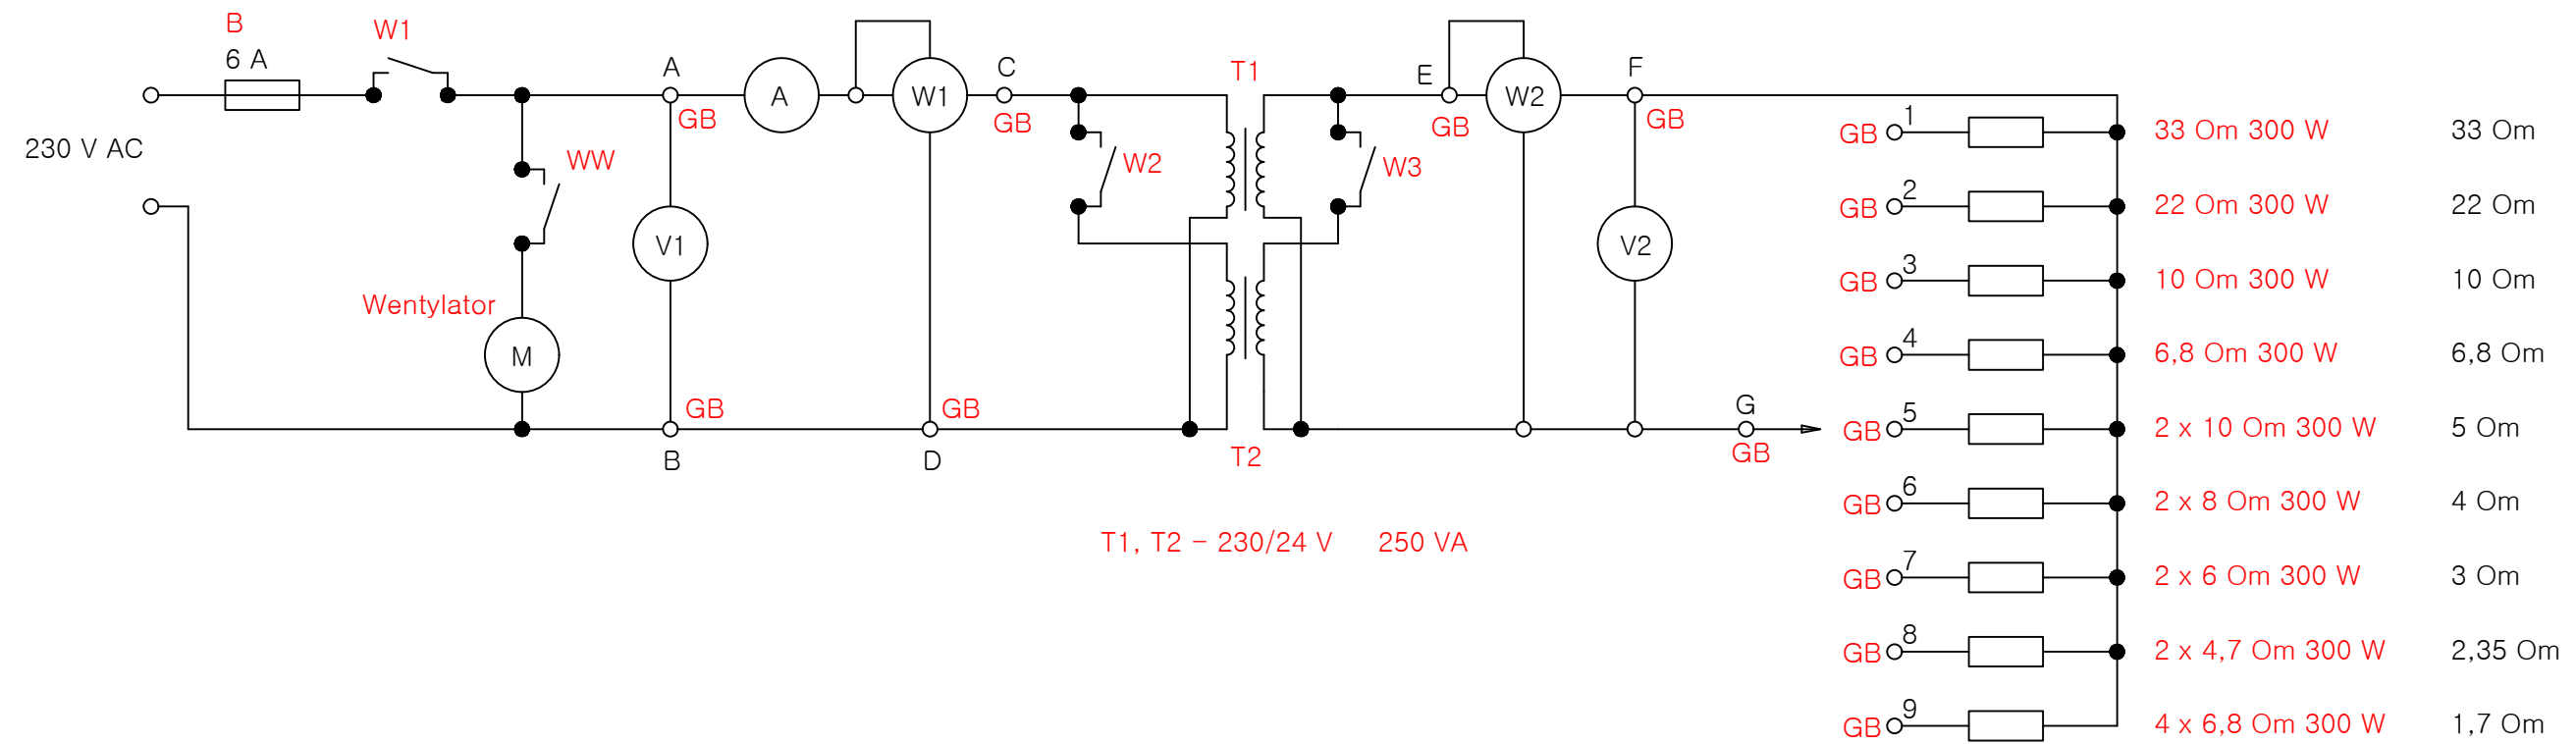 B
6 A
W1
230 V AC
WW
Wentylator
M
A
GB
V1
GB
B
A
W1
GB
D
C
GB
W2
T1
T2
W3
E
GB
W2
F
GB
V2
G
GB
T1, T2 - 230/24 V 250 VA
GB 1 33 Om 300 W 33 Om
GB 2 22 Om 300 W 22 Om
GB 3 10 Om 300 W 10 Om
GB 4 6,8 Om 300 W 6,8 Om
GB 5 2 x 10 Om 300 W 5 Om
GB 6 2 x 8 Om 300 W 4 Om
GB 7 2 x 6 Om 300 W 3 Om
GB 8 2 x 4,7 Om 300 W 2,35 Om
GB 9 4 x 6,8 Om 300 W 1,7 Om